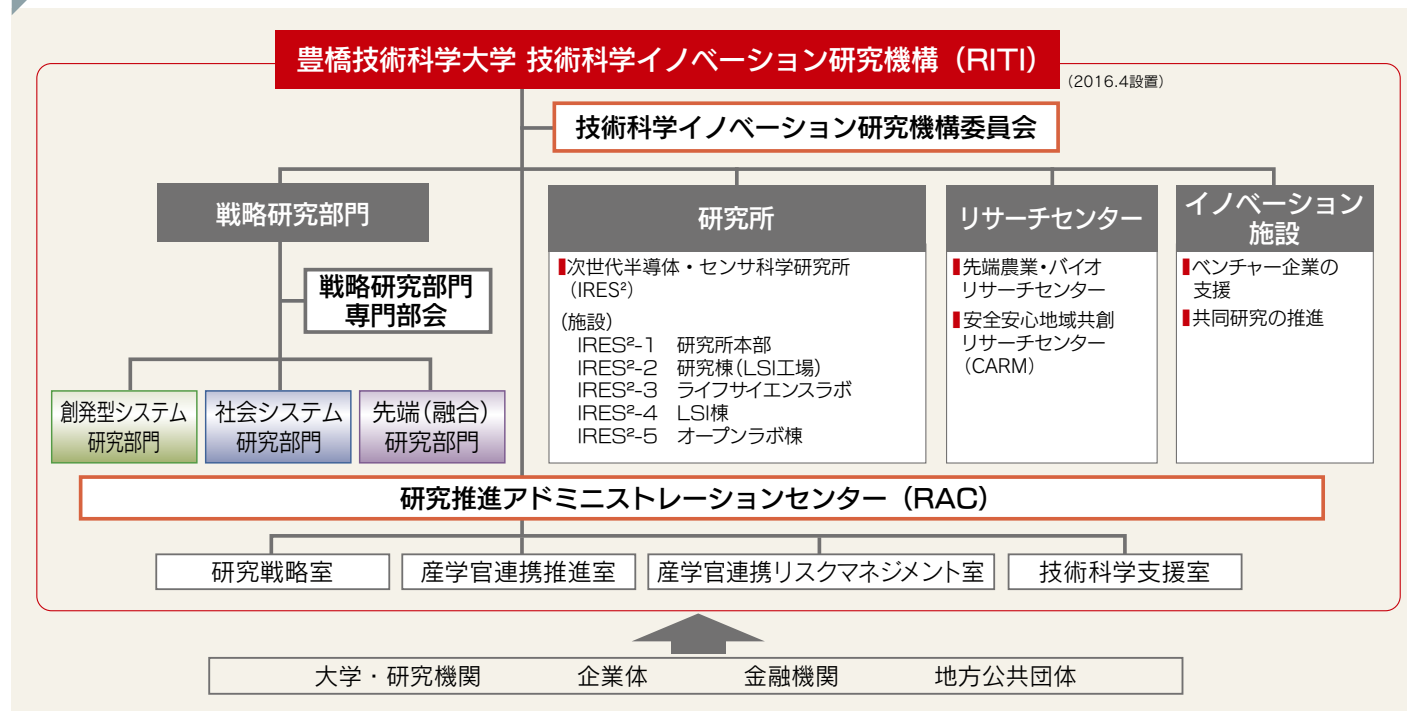 豊橋技術科学大学 技術科学イノベーション研究機構（RITI）
（2016.4設置）
技術科学イノベーション研究機構委員会
戦略研究部門
戦略研究部門
専門部会
創発型システム
研究部門
社会システム
研究部門
先端（融合）
研究部門
研究所
次世代半導体・センサ科学研究所
（IRES²）
（施設）
IRES²-1 研究所本部
IRES²-2 研究棟（LSI工場）
IRES²-3 ライフサイエンスラボ
IRES²-4 LSI棟
IRES²-5 オープンラボ棟
リサーチセンター
先端農業・バイオ
リサーチセンター
安全安心地域共創
リサーチセンター
（CARM）
イノベーション
施設
ベンチャー企業の
支援
共同研究の推進
研究推進アドミニストレーションセンター（RAC）
研究戦略室
産学官連携推進室
産学官連携リスクマネジメント室
技術科学支援室
大学・研究機関 企業体 金融機関 地方公共団体